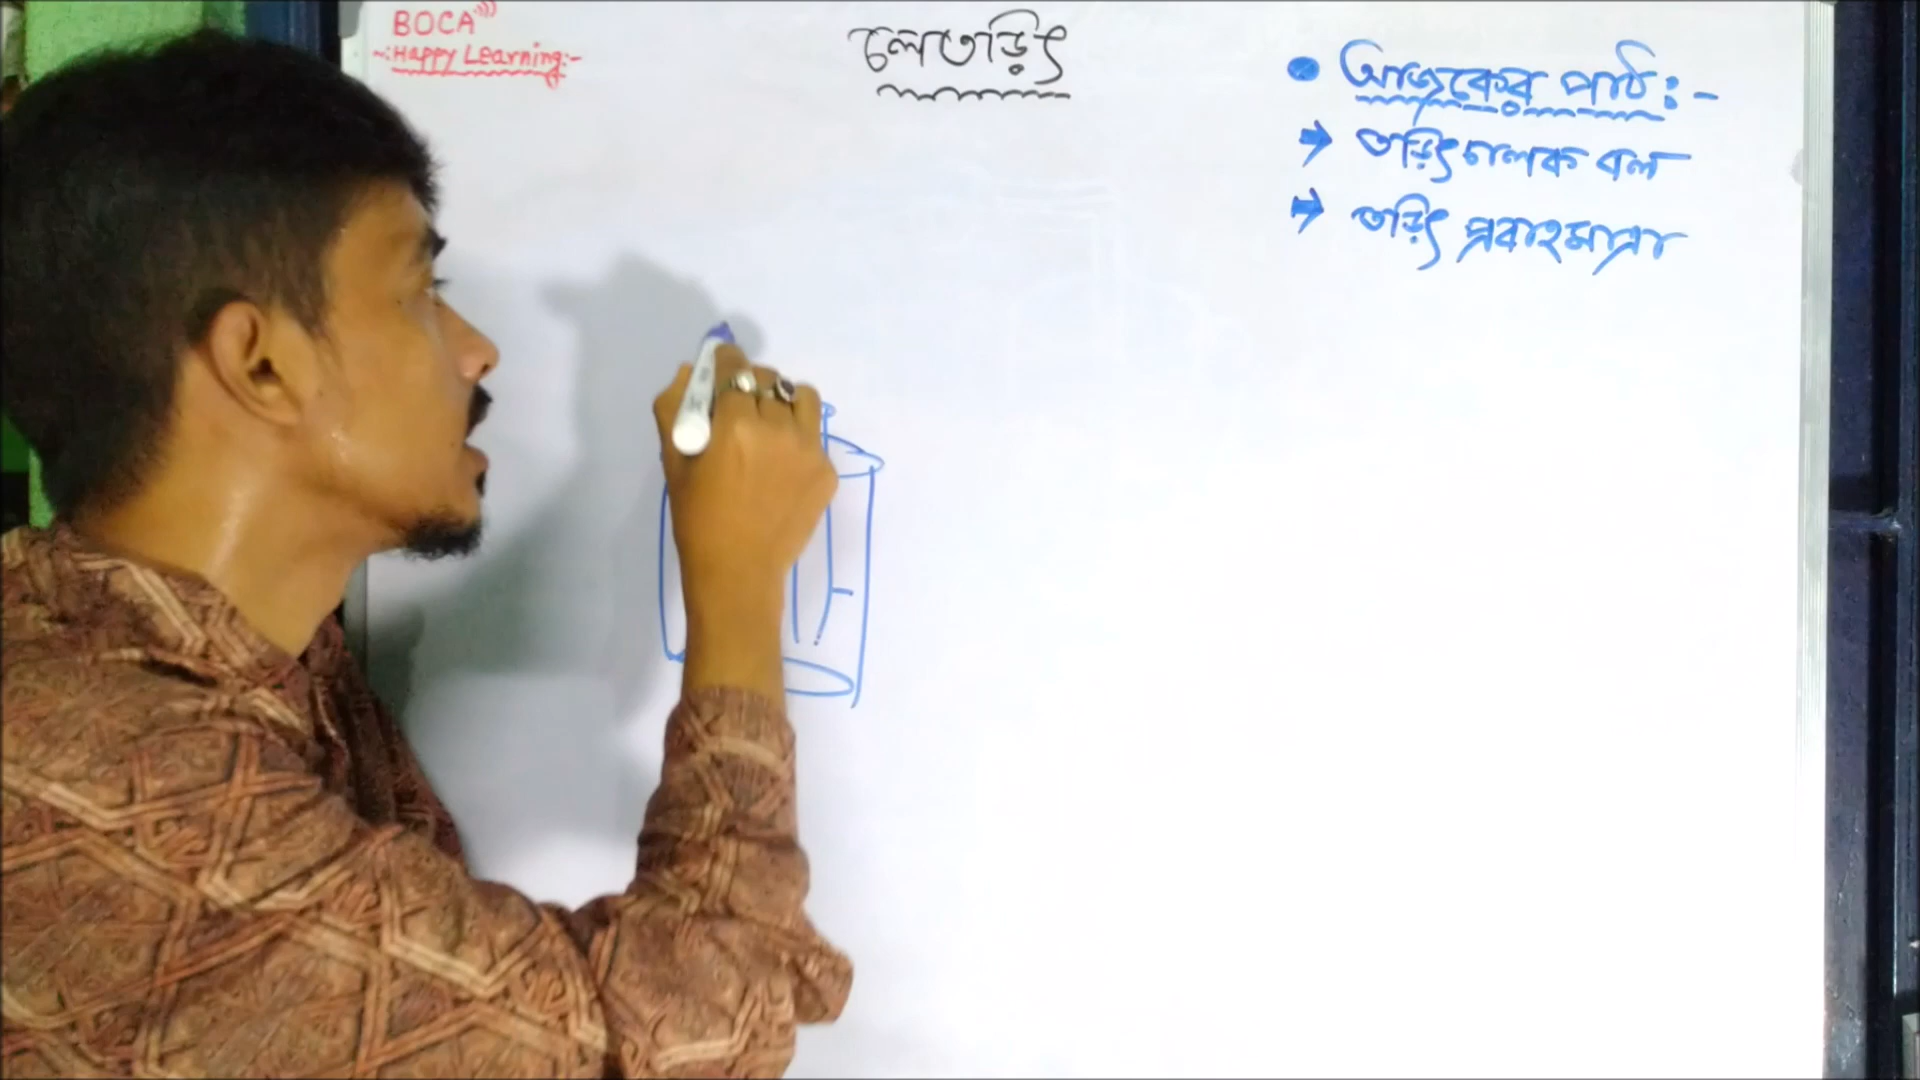 BOCA
~:Happy Learning:-
চলতড়িৎ
• আজকের পাঠ:-
→ তড়িৎচালক বল
→ তড়িৎ প্রবাহমাত্রা